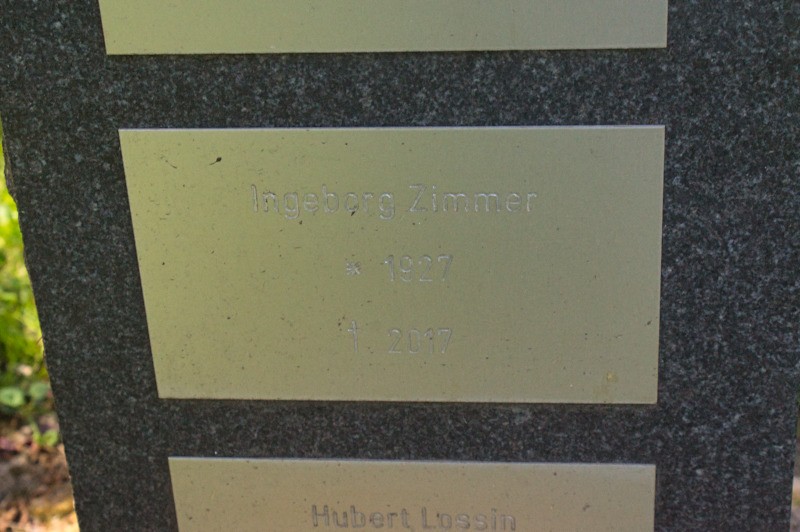 Ingeborg Zimmer
* 1927
† 2017
Hubert Lossin